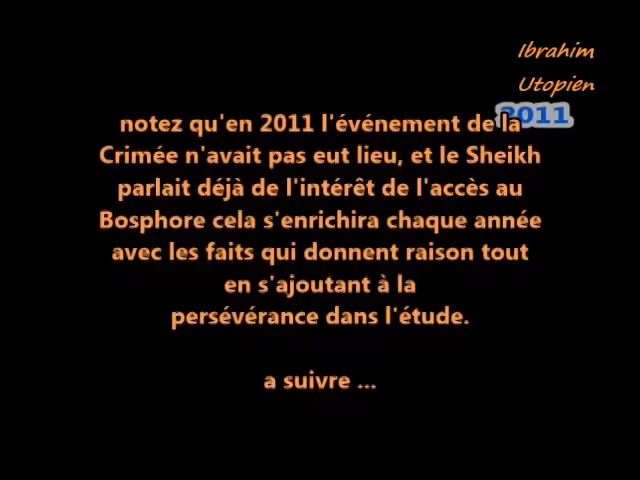 Ibrahim
Utopien
2011
notez qu'en 2011 l'événement de la
Crimée n'avait pas eut lieu, et le Sheikh
parlait déjà de l'intérêt de l'accès au
Bosphore cela s'enrichira chaque année
avec les faits qui donnent raison tout
en s'ajoutant à la
persévérance dans l'étude.
a suivre ...